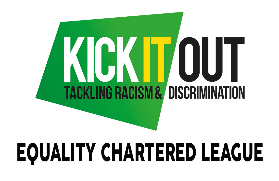 KICK IT OUT
TACKLING RACISM & DISCRIMINATION
EQUALITY CHARTERED LEAGUE